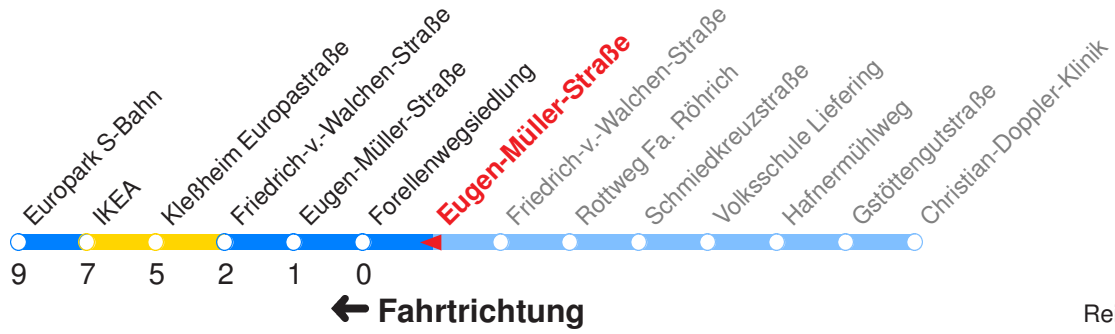 Europark S-Bahn
IKEA
Kleßheim Europastraße
Friedrich-v.-Walchen-Straße
Eugen-Müller-Straße
Forellenwegsiedlung
Eugen-Müller-Straße
Friedrich-v.-Walchen-Straße
Rottweg Fa. Röhrich
Schmiedkreuzstraße
Volksschule Liefering
Hafnermühlweg
Gstöttengutstraße
Christian-Doppler-Klinik
9 7 5 2 1 0
Fahrtrichtung
Re